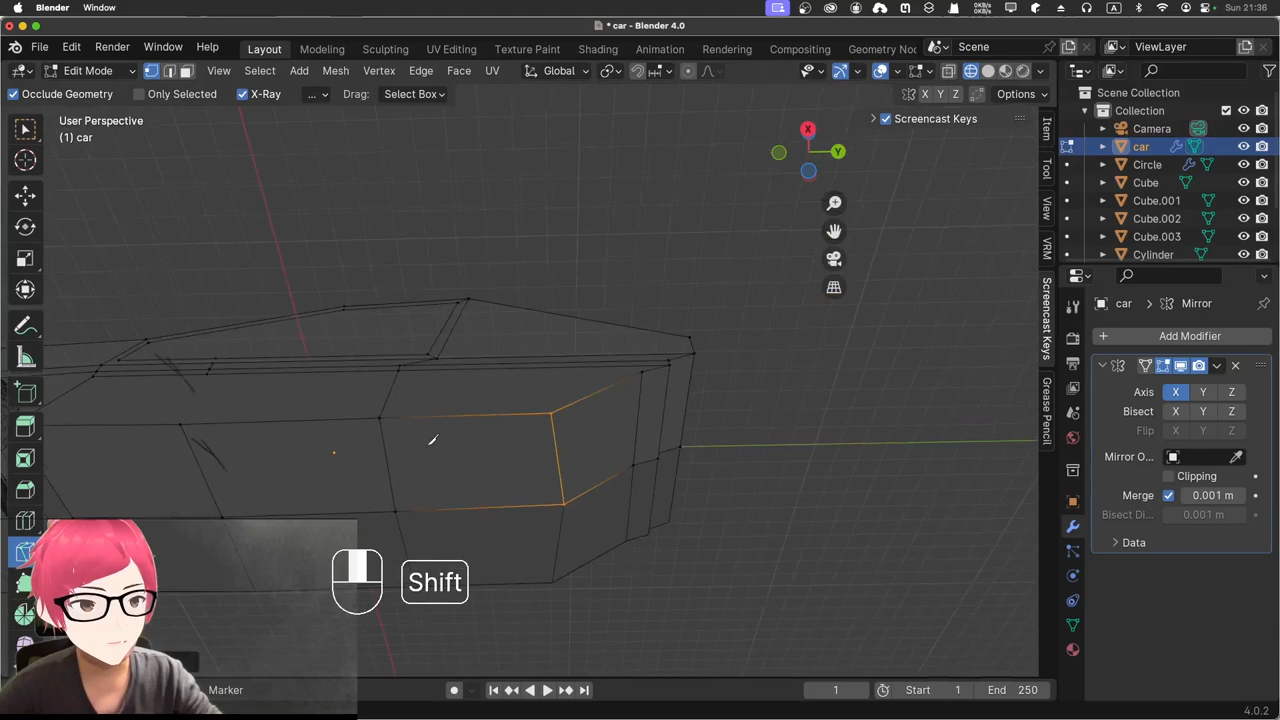 Blender Window 0KB/s 0KB/s A Sun 21:36
* car - Blender 4.0
File Edit Render Window Help Layout Modeling Sculpting UV Editing Texture Paint Shading Animation Rendering Compositing Geometry Noc Scene ViewLayer
Edit Mode View Select Add Mesh Vertex Edge Face UV Global
Occlude Geometry Only Selected X-Ray ... Drag: Select Box X Y Z Options
Scene Collection
Collection
Camera
car
Circle
Cube
Cube.001
Cube.002
Cube.003
Cylinder
User Perspective
(1) car
Screencast Keys
X
Y
Item
Tool
View
VRM
Screencast Keys
Grease Pencil
car Mirror
Add Modifier
Axis X Y Z
Bisect X Y Z
Flip X Y Z
Mirror O...
Clipping
Merge 0.001 m
Bisect Di... 0.001 m
Data
Shift
Marker 1 Start 1 End 250
4.0.2